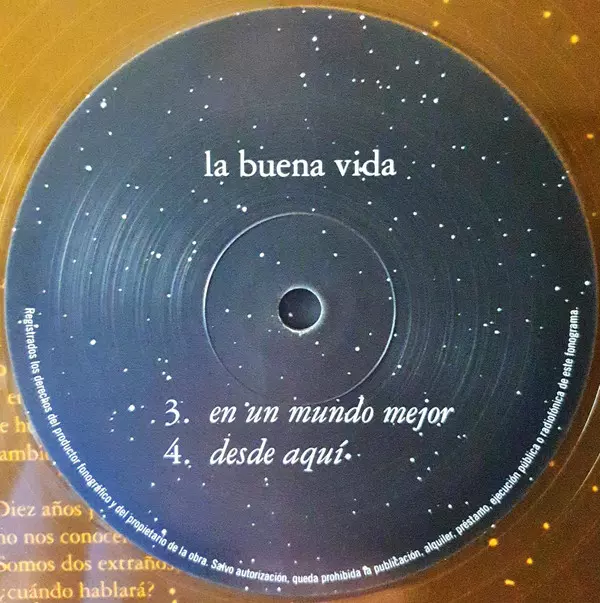 la buena vida
3. en un mundo mejor
4. desde aquí
Registrados los derechos del productor fonográfico y del propietario de la obra. Salvo autorización, queda prohibida la publicación, alquiler, préstamo, ejecución pública o radiofónica de este fonograma.
Diez años
no nos conoce
Somos dos extraños
¿cuándo hablará?